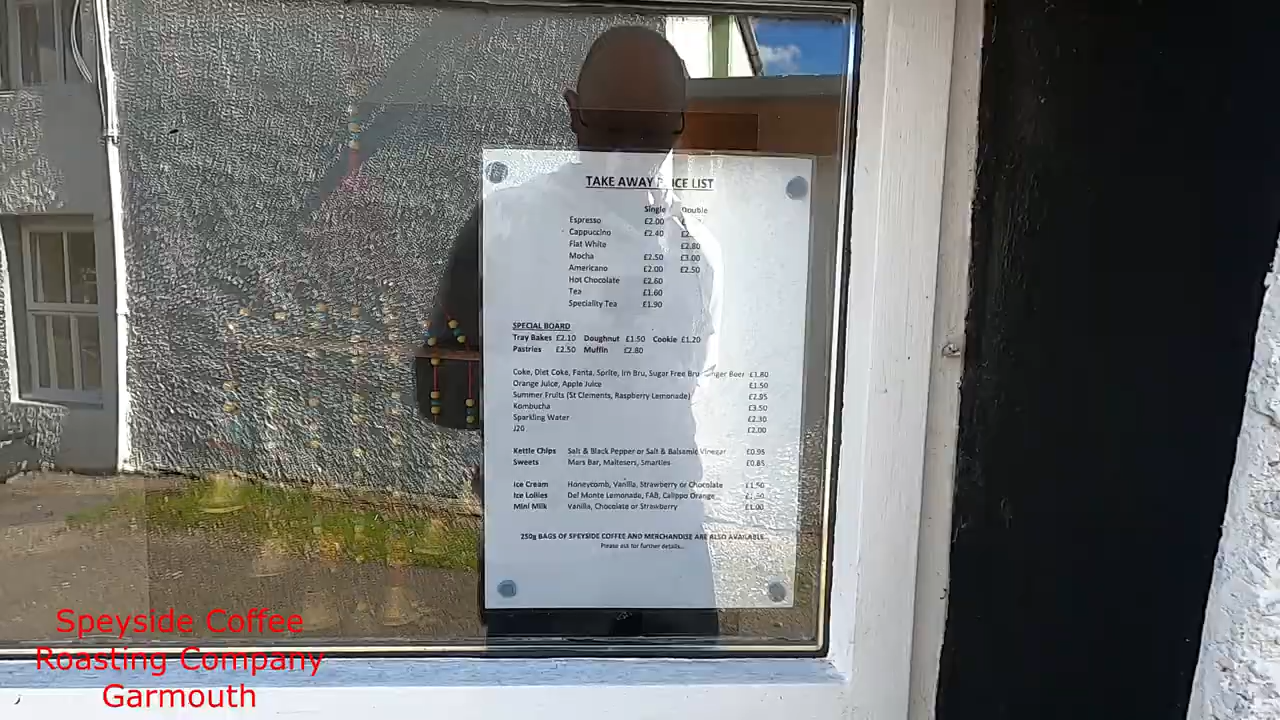 TAKE AWAY P ICE LIST
Single Double
Espresso £2.00
Cappuccino £2.40
Flat White £2.80
Mocha £2.50 £3.00
Americano £2.00 £2.50
Hot Chocolate £2.60
Tea £1.60
Speciality Tea £1.90
SPECIAL BOARD
Tray Bakes £2.10 Doughnut £1.50 Cookie £1.20
Pastries £2.50 Muffin £2.80
Coke, Diet Coke, Fanta, Sprite, Irn Bru, Sugar Free Bru Beer £1.80
Orange Juice, Apple Juice £1.50
Summer Fruits (St Clements, Raspberry Lemonade) £2.95
Kombucha £3.50
Sparkling Water £2.30
J20 £2.00
Kettle Chips Salt & Black Pepper or Salt & Balsamic Vinegar £0.95
Sweets Mars Bar, Maltesers, Smarties £0.85
Ice Cream Honeycomb, Vanilla, Strawberry or Chocolate £1.50
Ice Lollies Del Monte Lemonade, FAB, Calippo Orange
Mini Milk Vanilla, Chocolate or Strawberry £1.00
250g BAGS OF SPEYSIDE COFFEE AND MERCHANDISE ARE ALSO AVAILABLE
Please ask for further details...
Speyside Coffee
Roasting Company
Garmouth